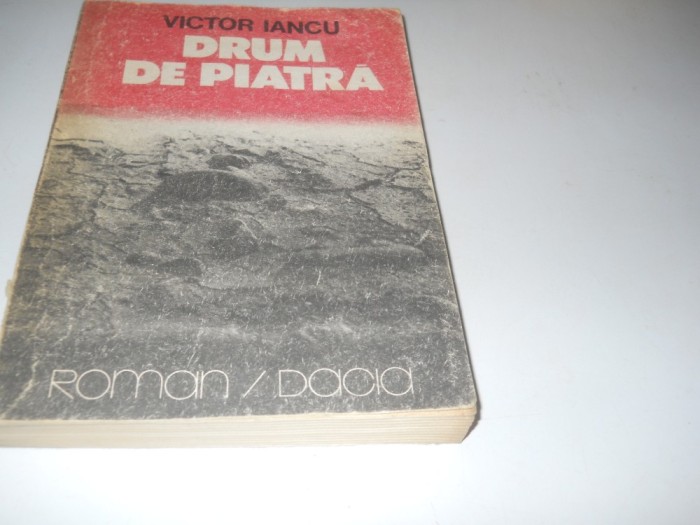 VICTOR IANCU
DRUM
DE PIATRĂ
Roman / Dacia